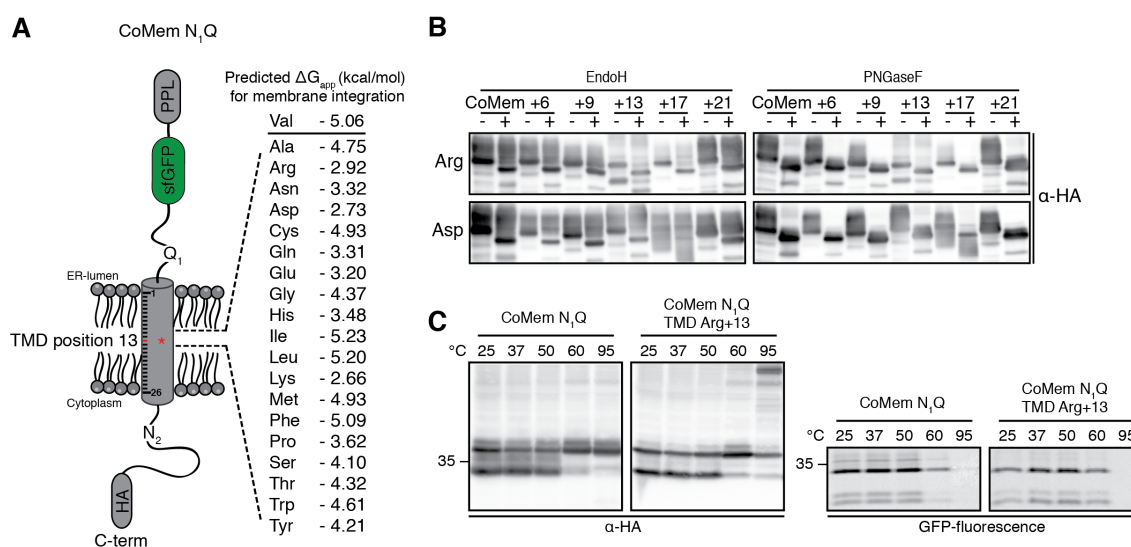 A
CoMem N1Q
PPL
sfGFP
Q1
ER-lumen
1
TMD position 13
*
26
Cytoplasm
N2
HA
C-term
Predicted ΔGapp (kcal/mol)
for membrane integration
Val - 5.06
Ala - 4.75
Arg - 2.92
Asn - 3.32
Asp - 2.73
Cys - 4.93
Gln - 3.31
Glu - 3.20
Gly - 4.37
His - 3.48
Ile - 5.23
Leu - 5.20
Lys - 2.66
Met - 4.93
Phe - 5.09
Pro - 3.62
Ser - 4.10
Thr - 4.32
Trp - 4.61
Tyr - 4.21
B
EndoH PNGaseF
CoMem +6 +9 +13 +17 +21 CoMem +6 +9 +13 +17 +21
- + - + - + - + - + - + - + - + - + - + - + - +
Arg
Asp
α-HA
C
CoMem N1Q
CoMem N1Q
TMD Arg+13
°C 25 37 50 60 95 25 37 50 60 95
35
α-HA
CoMem N1Q
CoMem N1Q
TMD Arg+13
°C 25 37 50 60 95 25 37 50 60 95
35
GFP-fluorescence